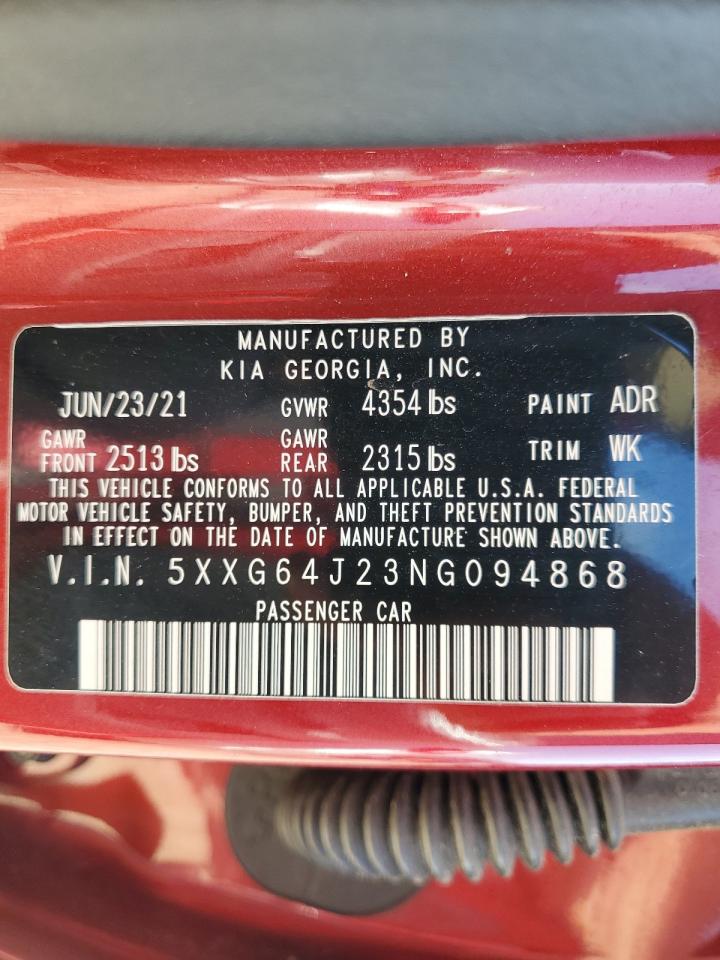 MANUFACTURED BY
KIA GEORGIA, INC.
JUN/23/21 GVWR 4354 lbs PAINT ADR
GAWR FRONT 2513 lbs GAWR REAR 2315 lbs TRIM WK
THIS VEHICLE CONFORMS TO ALL APPLICABLE U.S.A. FEDERAL
MOTOR VEHICLE SAFETY, BUMPER, AND THEFT PREVENTION STANDARDS
IN EFFECT ON THE DATE OF MANUFACTURE SHOWN ABOVE.
V.I.N. 5XXG64J23NG094868
PASSENGER CAR